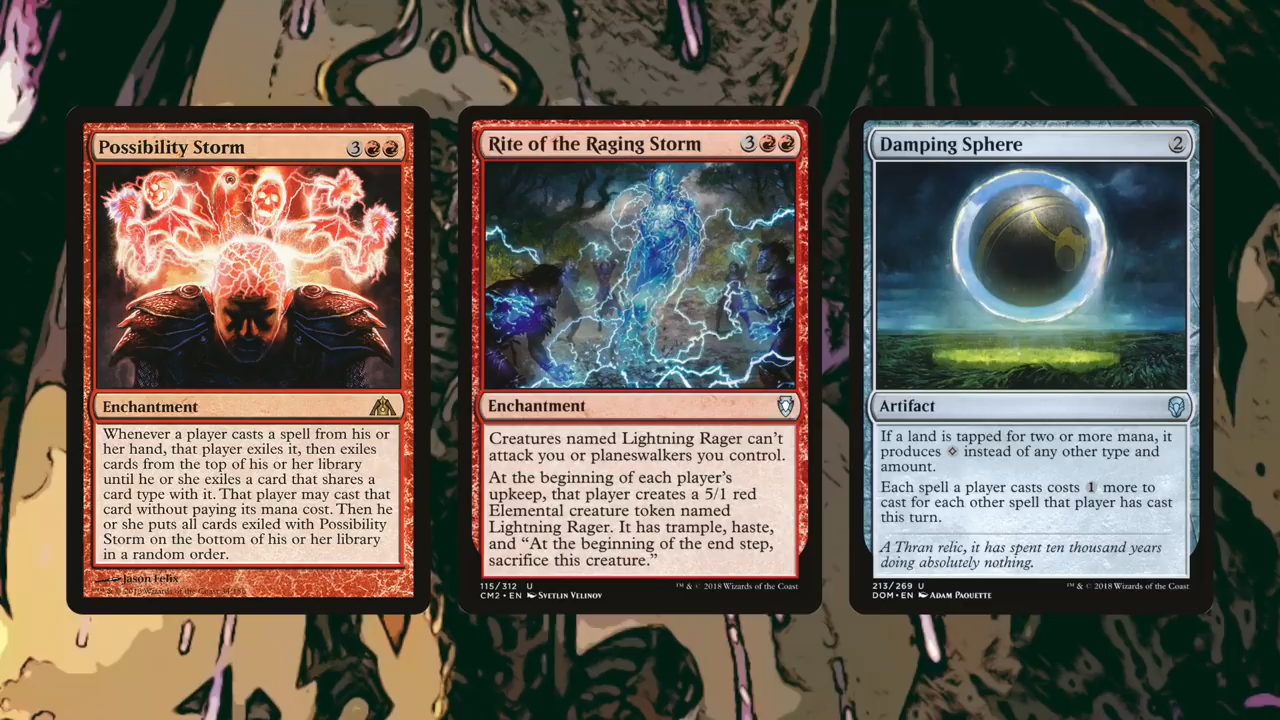 Possibility Storm 3
Enchantment
Whenever a player casts a spell from his or
her hand, that player exiles it, then exiles
cards from the top of his or her library
until he or she exiles a card that shares a
card type with it. That player may cast that
card without paying its mana cost. Then he
or she puts all cards exiled with Possibility
Storm on the bottom of his or her library
in a random order.
Jason Felix
Rite of the Raging Storm 3
Enchantment
Creatures named Lightning Rager can't
attack you or planeswalkers you control.
At the beginning of each player's
upkeep, that player creates a 5/1 red
Elemental creature token named
Lightning Rager. It has trample, haste,
and “At the beginning of the end step,
sacrifice this creature.”
115/312 U
CM2 • EN Svetlin Velinov
™ & © 2018 Wizards of the Coast
Damping Sphere 2
Artifact
If a land is tapped for two or more mana, it
produces instead of any other type and
amount.
Each spell a player casts costs 1 more to
cast for each other spell that player has cast
this turn.
A Thran relic, it has spent ten thousand years
doing absolutely nothing.
213/269 U
DOM • EN Adam Paquette
™ & © 2018 Wizards of the Coast